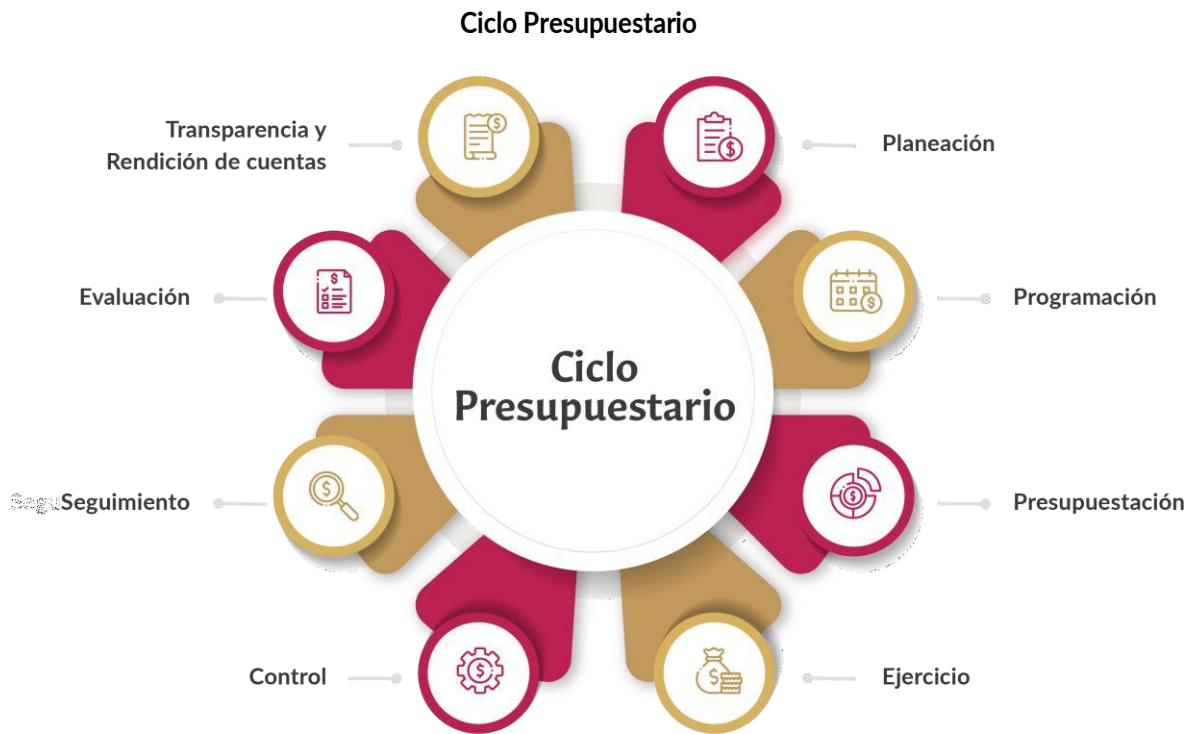 Ciclo Presupuestario
Transparencia y
Rendición de cuentas
Planeación
Evaluación
Programación
Ciclo
Presupuestario
Seguimiento
Presupuestación
Control
Ejercicio